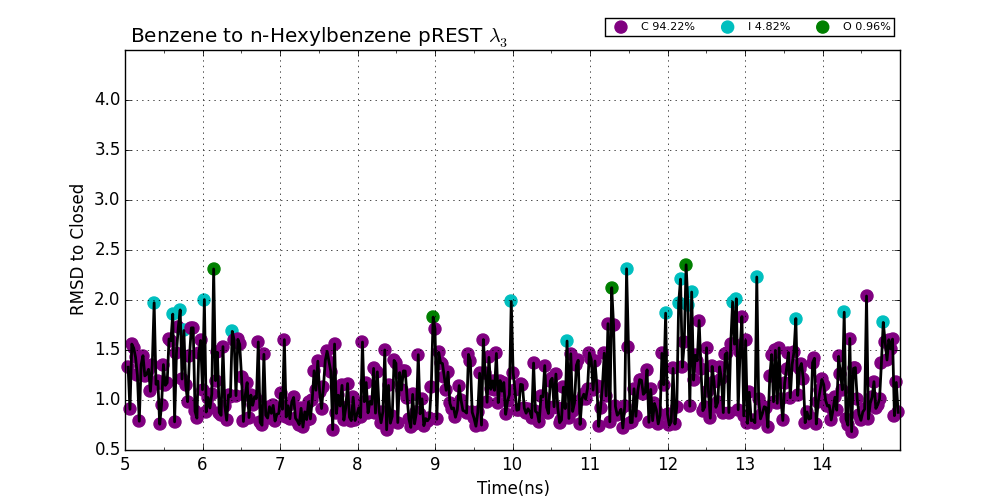 Benzene to n-Hexylbenzene pREST λ₃
C 94.22% I 4.82% O 0.96%
RMSD to Closed
4.0
3.5
3.0
2.5
2.0
1.5
1.0
0.5
5 6 7 8 9 10 11 12 13 14
Time(ns)